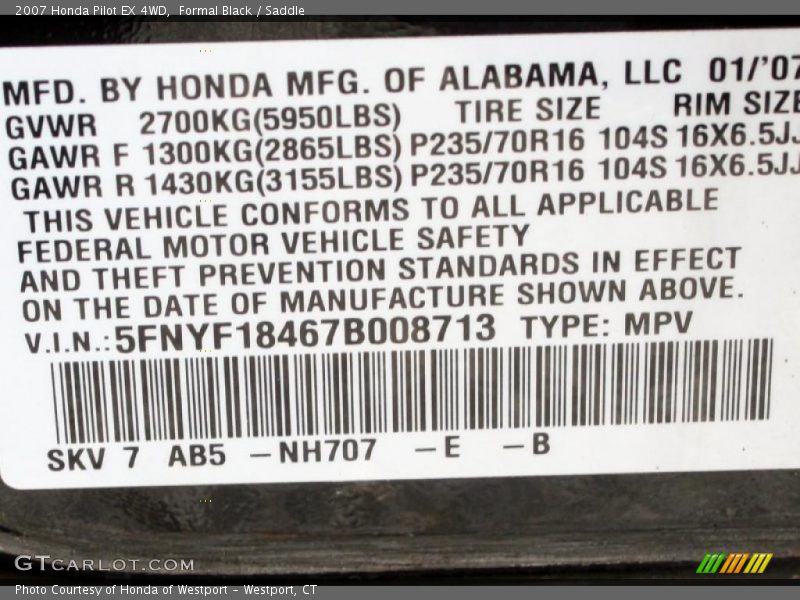 2007 Honda Pilot EX 4WD,  Formal Black / Saddle
MFD. BY HONDA MFG. OF ALABAMA, LLC 01/'07
GVWR 2700KG(5950LBS) TIRE SIZE RIM SIZE
GAWR F 1300KG(2865LBS) P235/70R16 104S 16X6.5JJ
GAWR R 1430KG(3155LBS) P235/70R16 104S 16X6.5JJ
THIS VEHICLE CONFORMS TO ALL APPLICABLE
FEDERAL MOTOR VEHICLE SAFETY
AND THEFT PREVENTION STANDARDS IN EFFECT
ON THE DATE OF MANUFACTURE SHOWN ABOVE.
V.I.N.: 5FNYF18467B008713 TYPE: MPV
SKV 7 AB5 –NH707 –E –B
GTCARLOT.COM
Photo Courtesy of Honda of Westport – Westport, CT